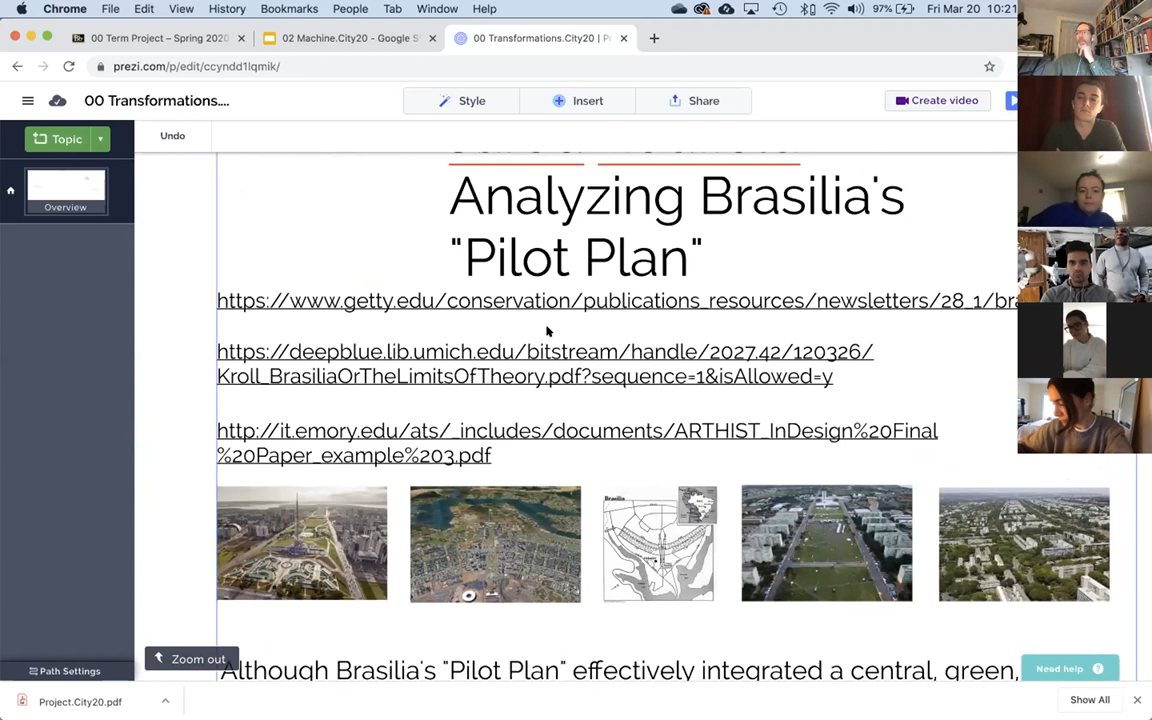 Chrome File Edit View History Bookmarks People Tab Window Help 97% Fri Mar 20 10:21
00 Term Project – Spring 2020
02 Machine.City20 - Google S
00 Transformations.City20 | P
prezi.com/p/edit/ccyndd1lqmik/
00 Transformations....
Style
Insert
Share
Create video
Topic
Undo
Overview
Analyzing Brasilia's
"Pilot Plan"
https://www.getty.edu/conservation/publications_resources/newsletters/28_1/bra
https://deepblue.lib.umich.edu/bitstream/handle/2027.42/120326/
Kroll_BrasiliaOrTheLimitsOfTheory.pdf?sequence=1&isAllowed=y
http://it.emory.edu/ats/_includes/documents/ARTHIST_InDesign%20Final
%20Paper_example%203.pdf
Brasilia
Zoom out
Although Brasilia's "Pilot Plan" effectively integrated a central, green,
Path Settings
Need help ?
Project.City20.pdf
Show All